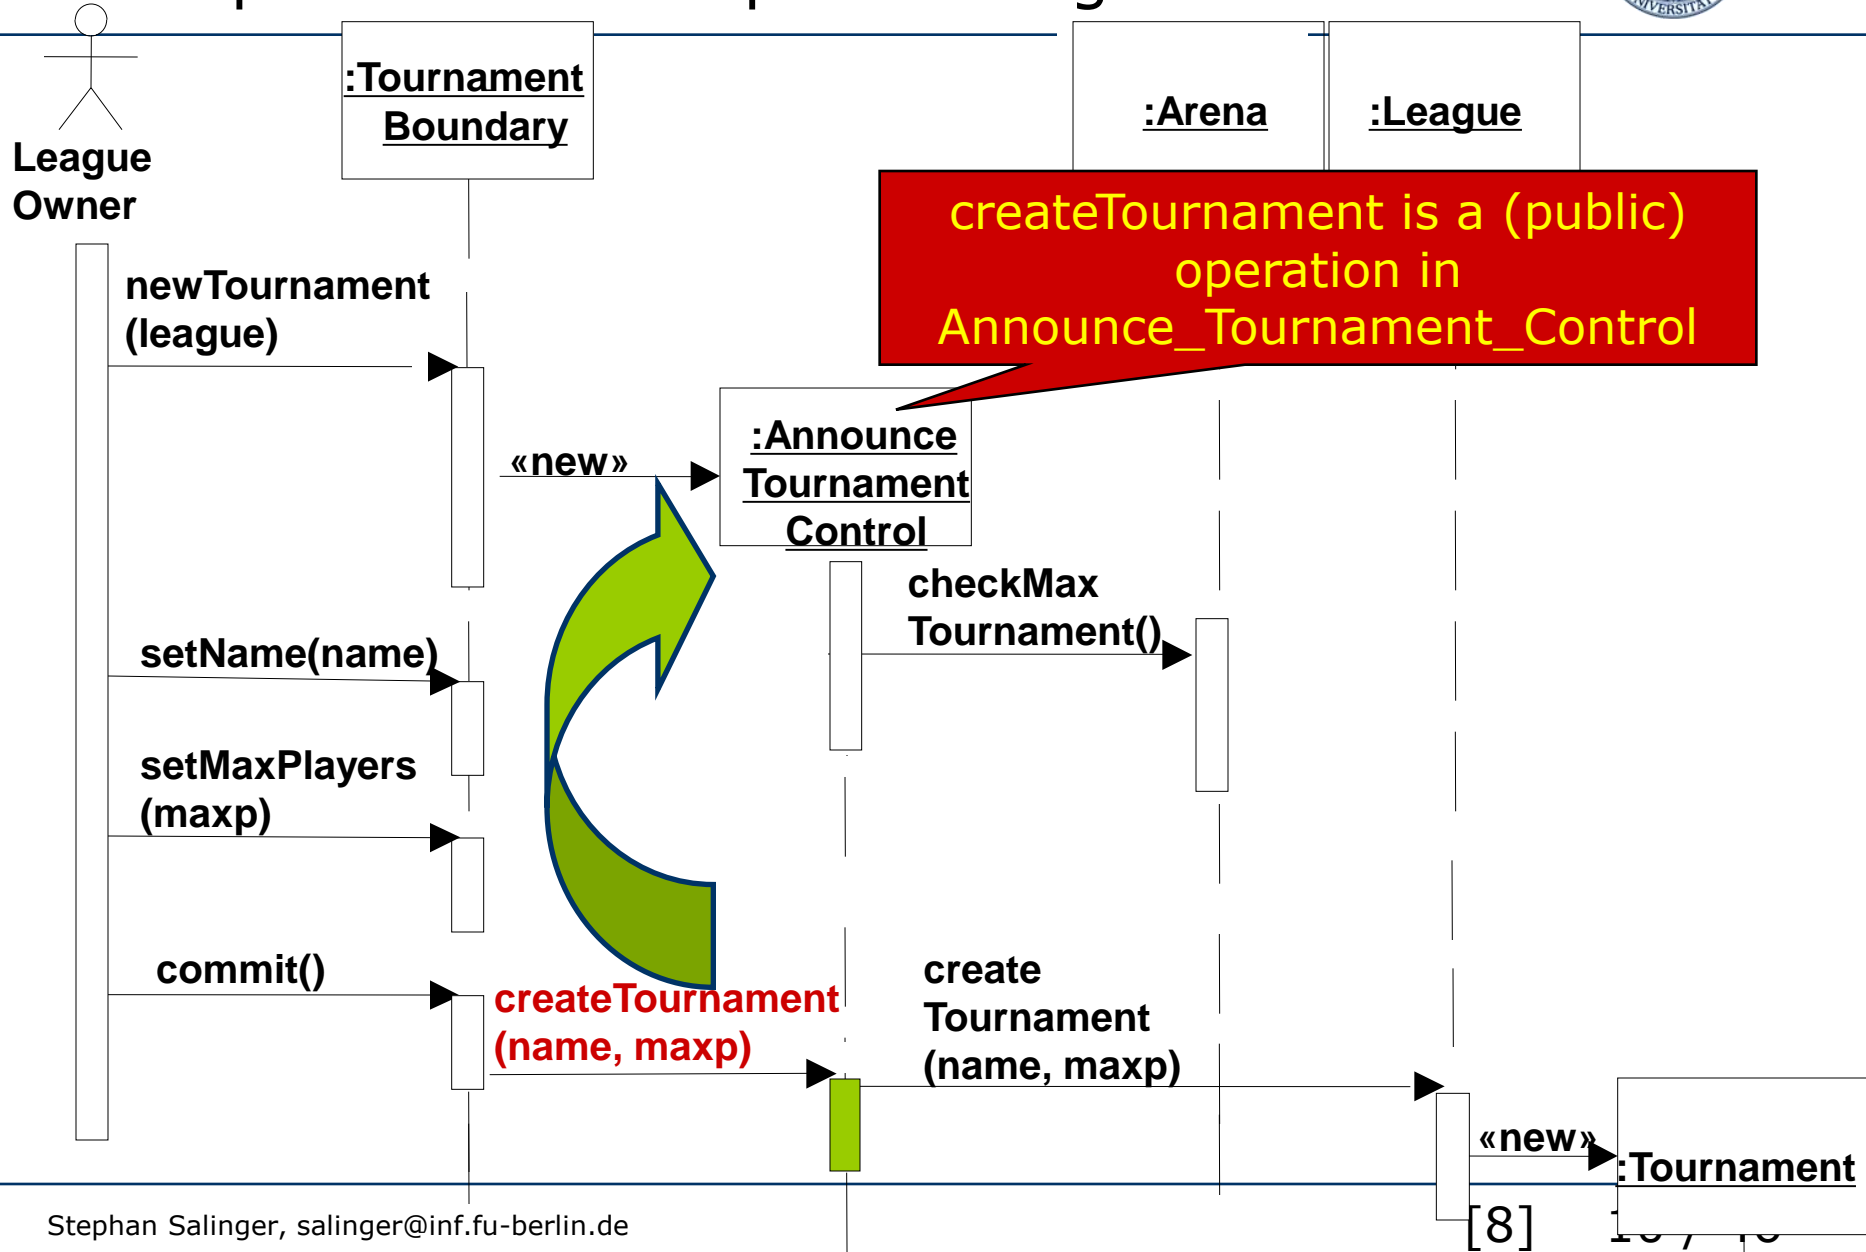 :Tournament
Boundary
:Arena
:League
League
Owner
createTournament is a (public)
operation in
Announce_Tournament_Control
newTournament
(league)
«new»
:Announce
Tournament
Control
checkMax
Tournament()
setName(name)
setMaxPlayers
(maxp)
commit()
createTournament
(name, maxp)
create
Tournament
(name, maxp)
«new»
:Tournament
Stephan Salinger, salinger@inf.fu-berlin.de
[8]